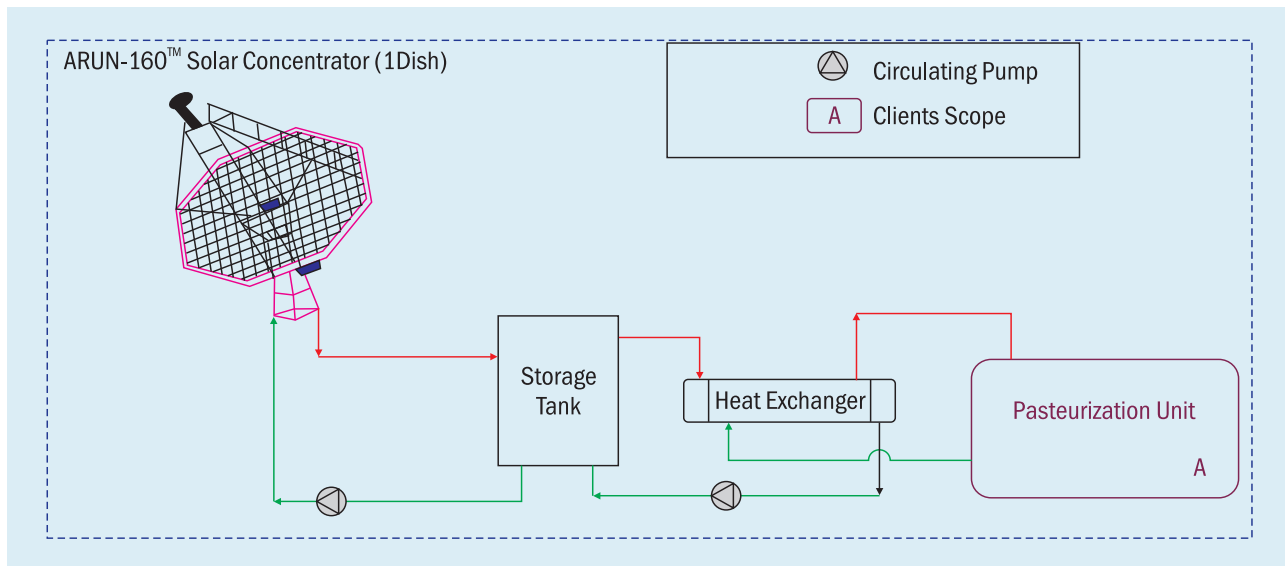 ARUN-160™ Solar Concentrator (1Dish)
Circulating Pump
A Clients Scope
Storage
Tank
Heat Exchanger
Pasteurization Unit
A